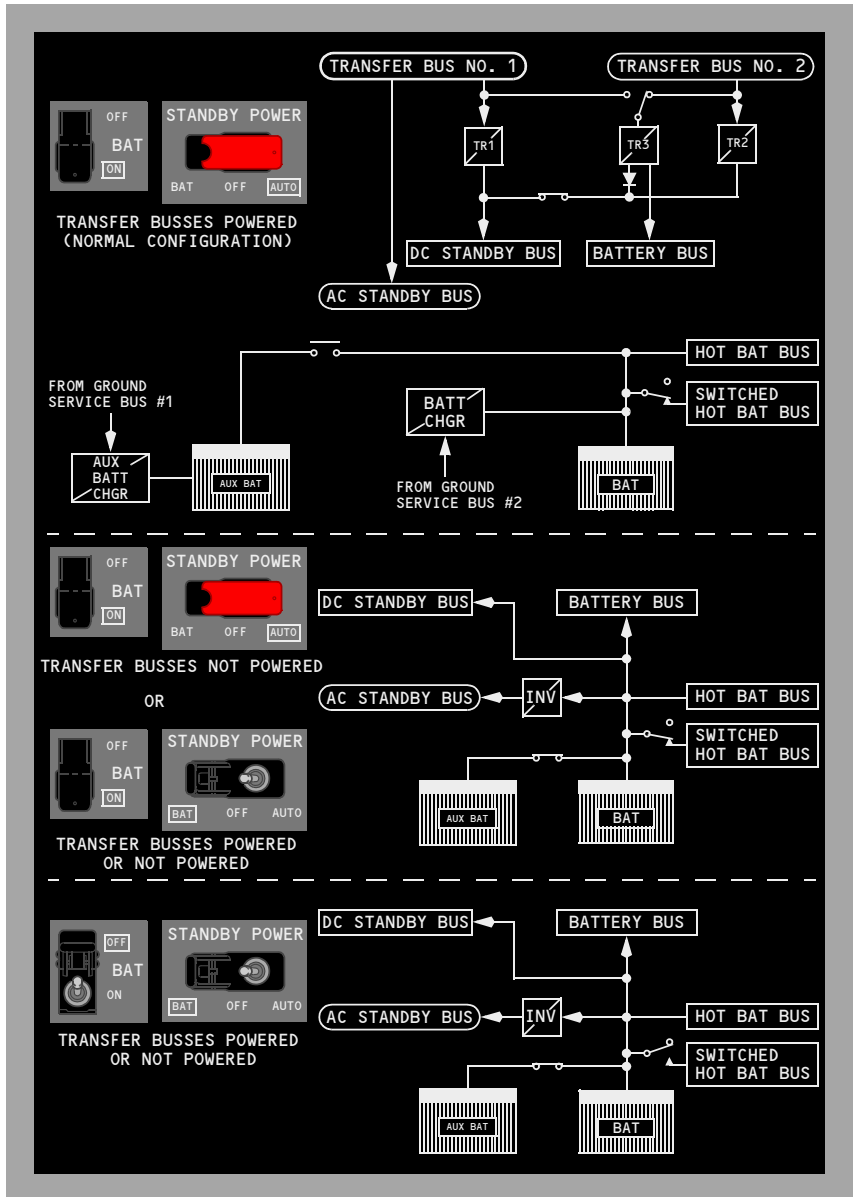 TRANSFER BUS NO. 1
TRANSFER BUS NO. 2
OFF
BAT
ON
STANDBY POWER
BAT OFF AUTO
TR1
TR3
TR2
TRANSFER BUSSES POWERED
(NORMAL CONFIGURATION)
DC STANDBY BUS
BATTERY BUS
AC STANDBY BUS
HOT BAT BUS
FROM GROUND
SERVICE BUS #1
SWITCHED
HOT BAT BUS
BATT
CHGR
AUX
BATT
CHGR
AUX BAT
FROM GROUND
SERVICE BUS #2
BAT
OFF
BAT
ON
STANDBY POWER
BAT OFF AUTO
TRANSFER BUSSES NOT POWERED
OR
DC STANDBY BUS
BATTERY BUS
AC STANDBY BUS
INV
HOT BAT BUS
SWITCHED
HOT BAT BUS
OFF
BAT
ON
STANDBY POWER
BAT OFF AUTO
AUX BAT
BAT
TRANSFER BUSSES POWERED
OR NOT POWERED
OFF
BAT
ON
STANDBY POWER
BAT OFF AUTO
DC STANDBY BUS
BATTERY BUS
AC STANDBY BUS
INV
HOT BAT BUS
TRANSFER BUSSES POWERED
OR NOT POWERED
SWITCHED
HOT BAT BUS
AUX BAT
BAT